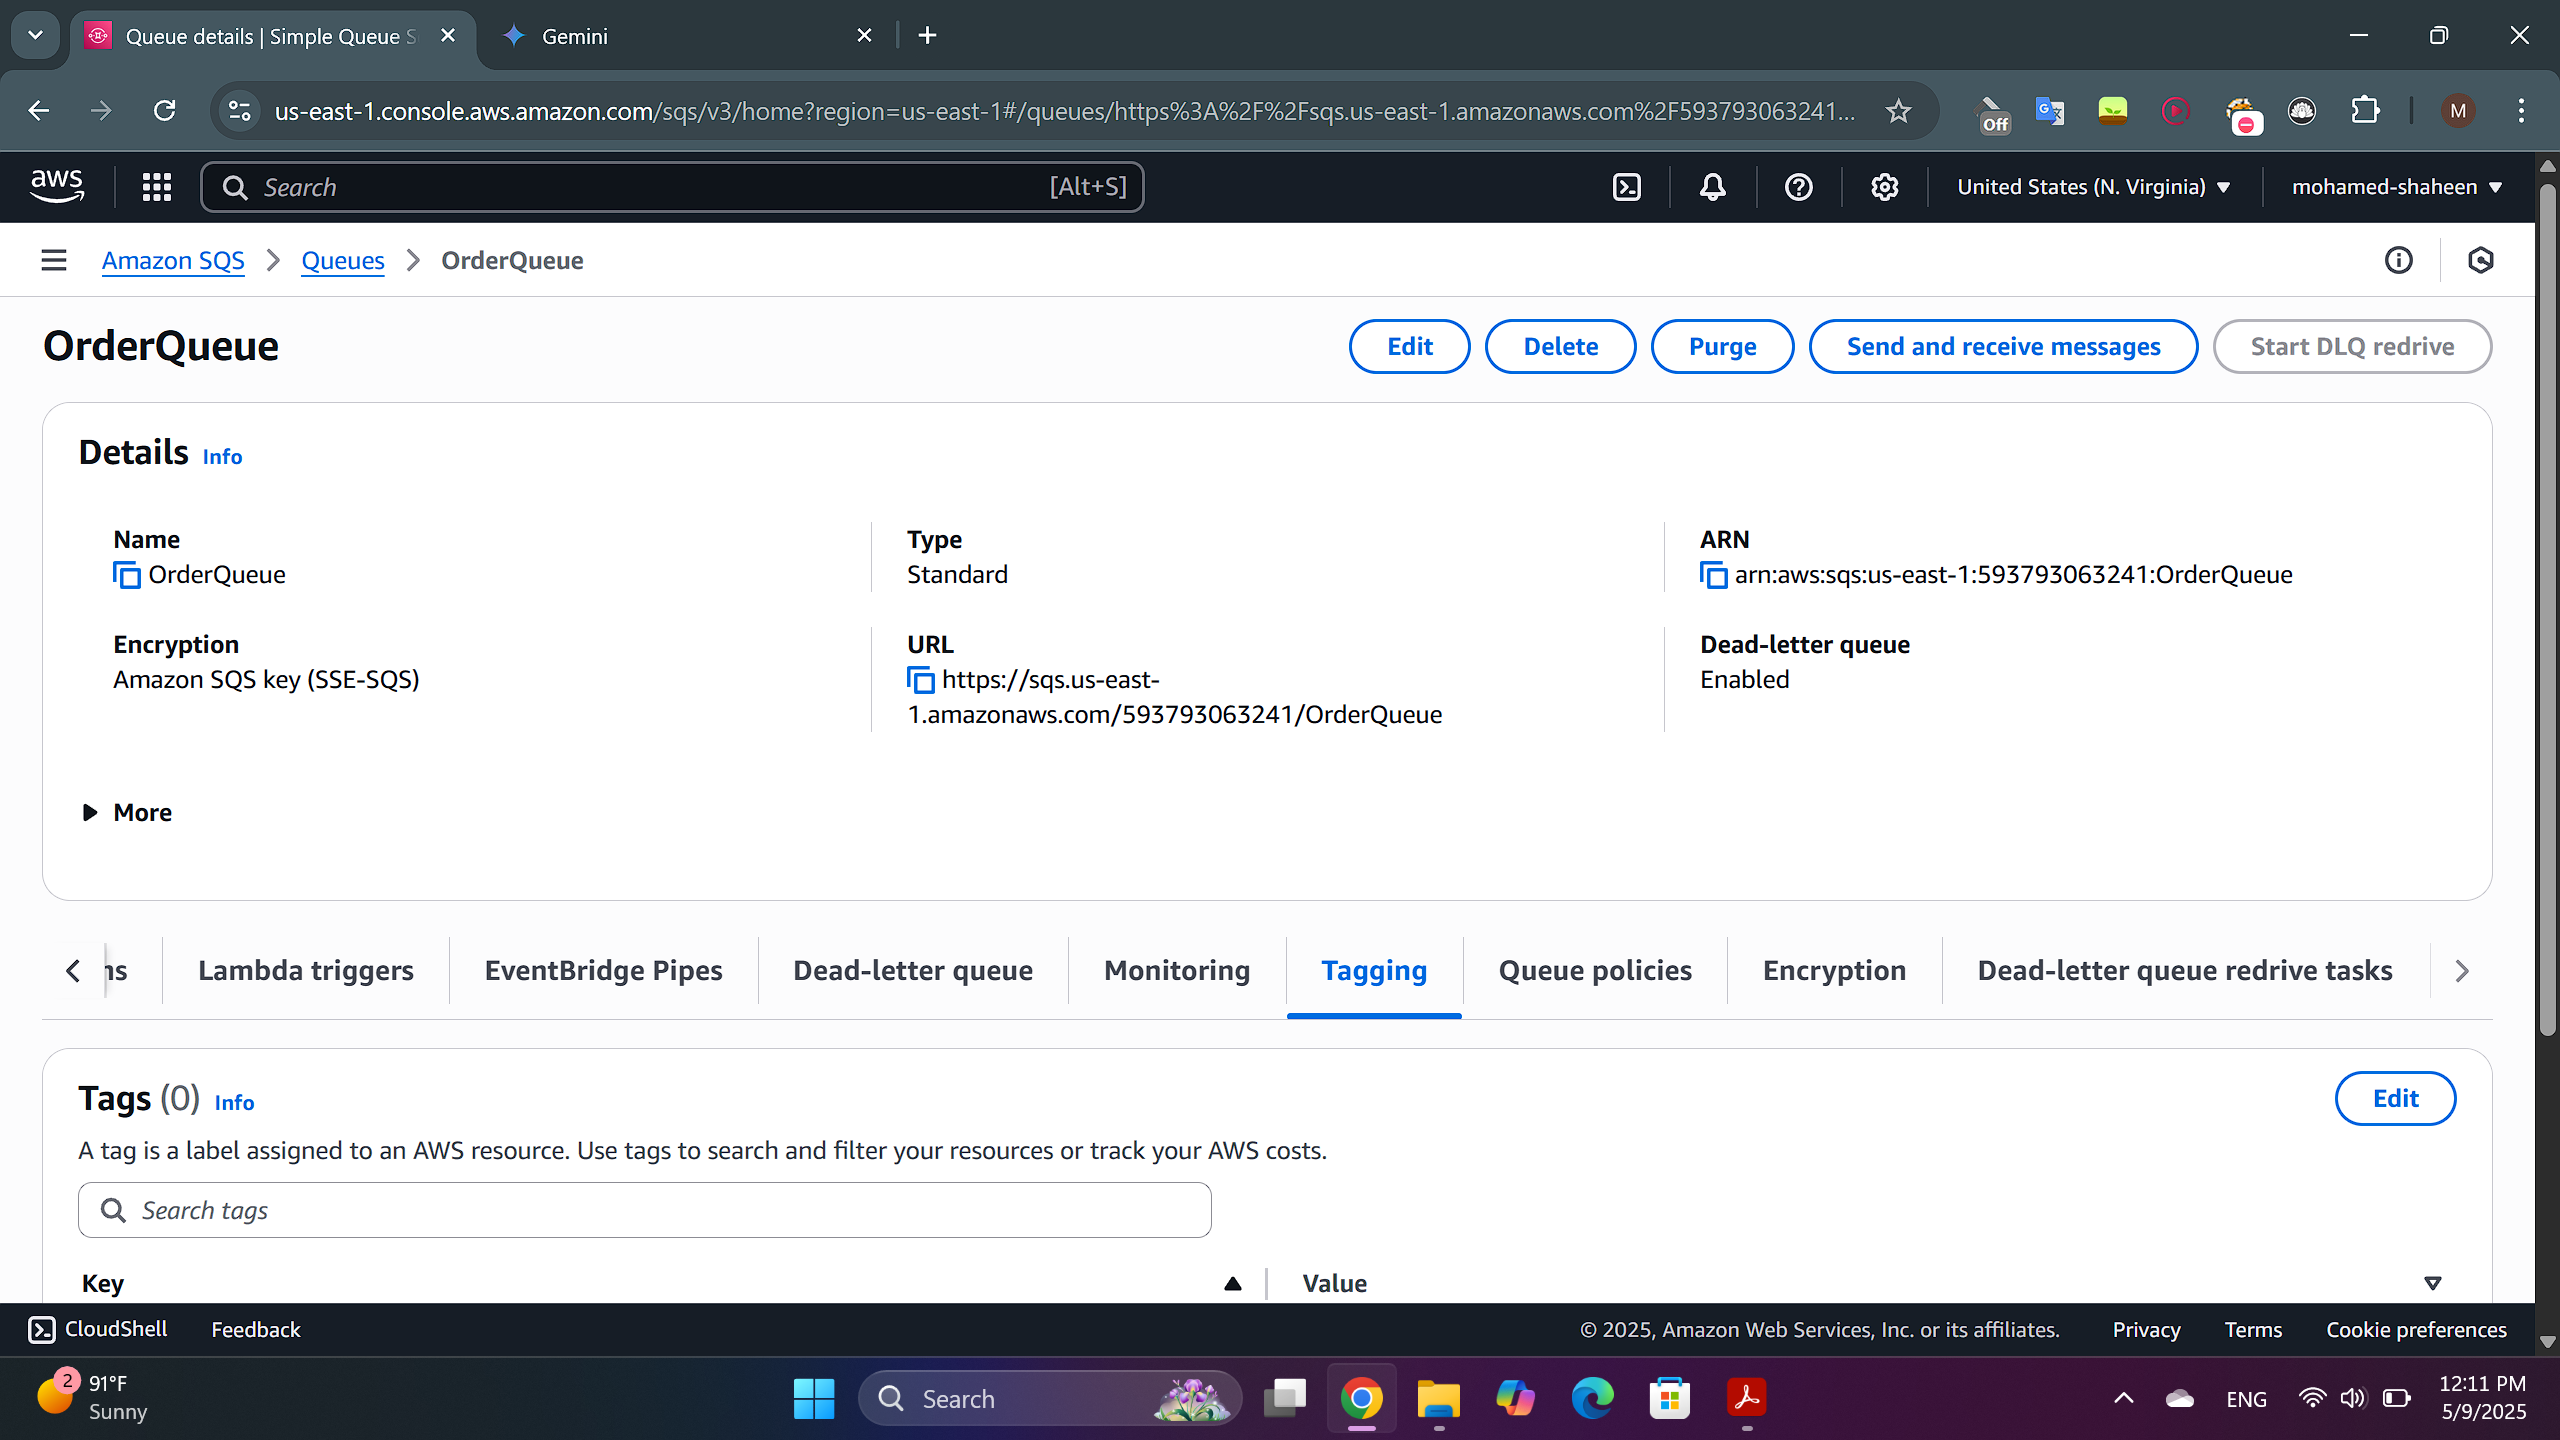 Queue details | Simple Queue S
Gemini
us-east-1.console.aws.amazon.com/sqs/v3/home?region=us-east-1#/queues/https%3A%2F%2Fsqs.us-east-1.amazonaws.com%2F593793063241...
Off
M
aws
Search
[Alt+S]
United States (N. Virginia)
mohamed-shaheen
Amazon SQS
Queues
OrderQueue
OrderQueue
Edit
Delete
Purge
Send and receive messages
Start DLQ redrive
Details Info
Name
OrderQueue
Type
Standard
ARN
arn:aws:sqs:us-east-1:593793063241:OrderQueue
Encryption
Amazon SQS key (SSE-SQS)
URL
https://sqs.us-east-
1.amazonaws.com/593793063241/OrderQueue
Dead-letter queue
Enabled
More
ns
Lambda triggers
EventBridge Pipes
Dead-letter queue
Monitoring
Tagging
Queue policies
Encryption
Dead-letter queue redrive tasks
Tags (0) Info
Edit
A tag is a label assigned to an AWS resource. Use tags to search and filter your resources or track your AWS costs.
Search tags
Key
Value
CloudShell
Feedback
© 2025, Amazon Web Services, Inc. or its affiliates.
Privacy
Terms
Cookie preferences
2
91°F
Sunny
Search
ENG
12:11 PM
5/9/2025